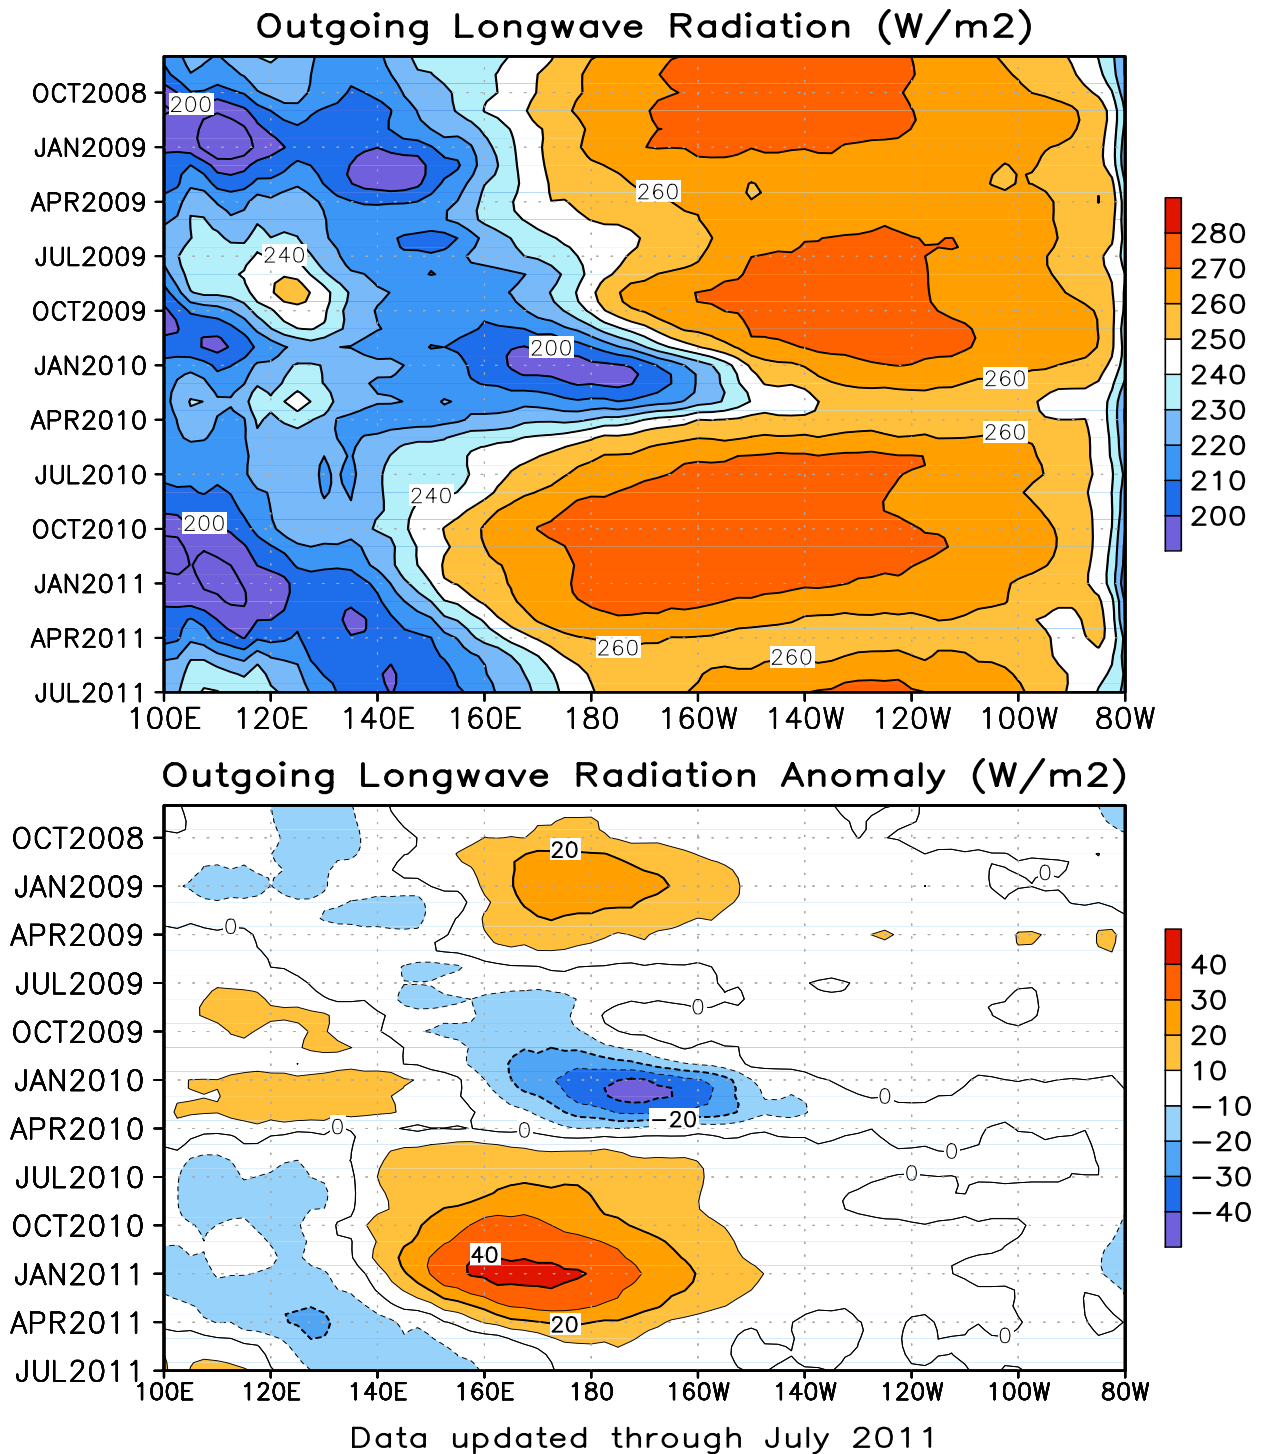 Outgoing Longwave Radiation (W/m2)
OCT2008
JAN2009
APR2009
JUL2009
OCT2009
JAN2010
APR2010
JUL2010
OCT2010
JAN2011
APR2011
JUL2011
200
260
240
200
260
260
240
200
260
260
280
270
260
250
240
230
220
210
200
100E 120E 140E 160E 180 160W 140W 120W 100W 80W
Outgoing Longwave Radiation Anomaly (W/m2)
OCT2008
JAN2009
APR2009
JUL2009
OCT2009
JAN2010
APR2010
JUL2010
OCT2010
JAN2011
APR2011
JUL2011
20
0
0
0
0
-20
0
0
0
0
40
20
0
40
30
20
10
-10
-20
-30
-40
100E 120E 140E 160E 180 160W 140W 120W 100W 80W
Data updated through July 2011